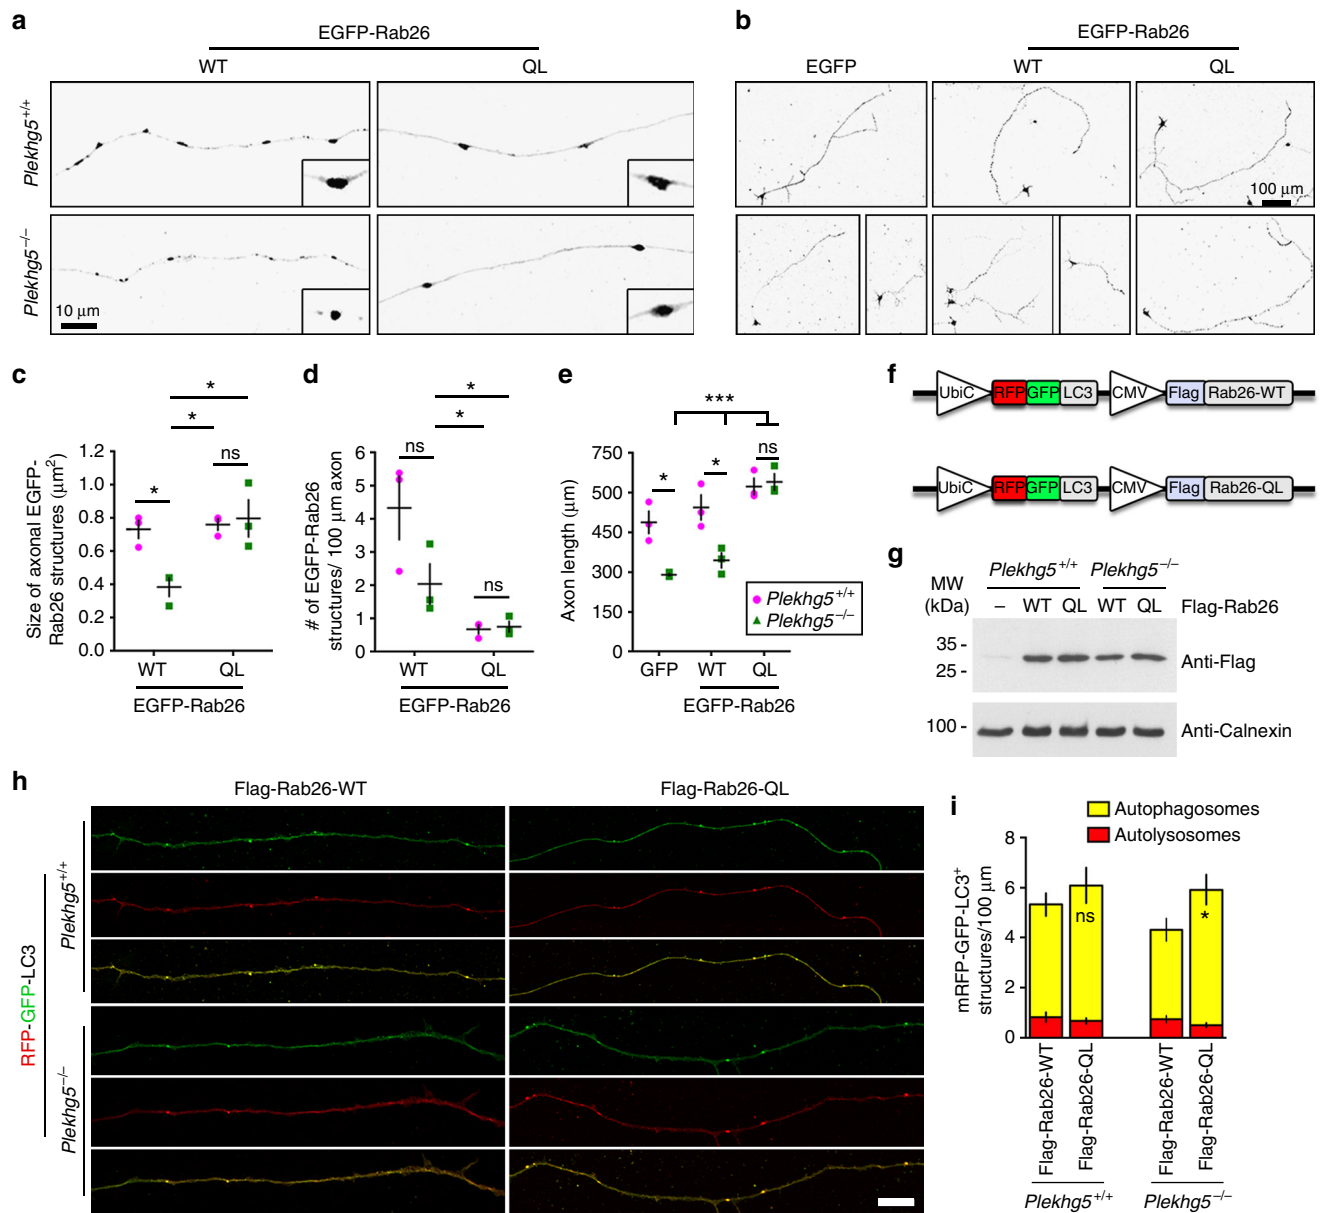 a
EGFP-Rab26
WT
QL
Plekhg5+/+
Plekhg5−/−
10 μm
b
EGFP-Rab26
EGFP
WT
QL
100 μm
c
Size of axonal EGFP-
Rab26 structures (μm²)
1.2
1.0
0.8
0.6
0.4
0.2
0.0
*
*
*
ns
WT
QL
EGFP-Rab26
d
# of EGFP-Rab26
structures/ 100 μm axon
6
5
4
3
2
1
0
*
*
ns
ns
WT
QL
EGFP-Rab26
e
Axon length (μm)
750
600
450
300
150
0
***
*
*
ns
GFP
WT
QL
EGFP-Rab26
Plekhg5+/+
Plekhg5−/−
f
UbiC RFP GFP LC3 CMV Flag Rab26-WT
UbiC RFP GFP LC3 CMV Flag Rab26-QL
g
MW
(kDa)
Plekhg5+/+ Plekhg5−/−
– WT QL WT QL Flag-Rab26
35 -
25 -
Anti-Flag
100 -
Anti-Calnexin
h
Flag-Rab26-WT
Flag-Rab26-QL
RFP-GFP-LC3
Plekhg5+/+
Plekhg5−/−
i
Autophagosomes
Autolysosomes
mRFP-GFP-LC3+
structures/100 μm
8
6
4
2
0
ns
*
Flag-Rab26-WT
Flag-Rab26-QL
Flag-Rab26-WT
Flag-Rab26-QL
Plekhg5+/+
Plekhg5−/−